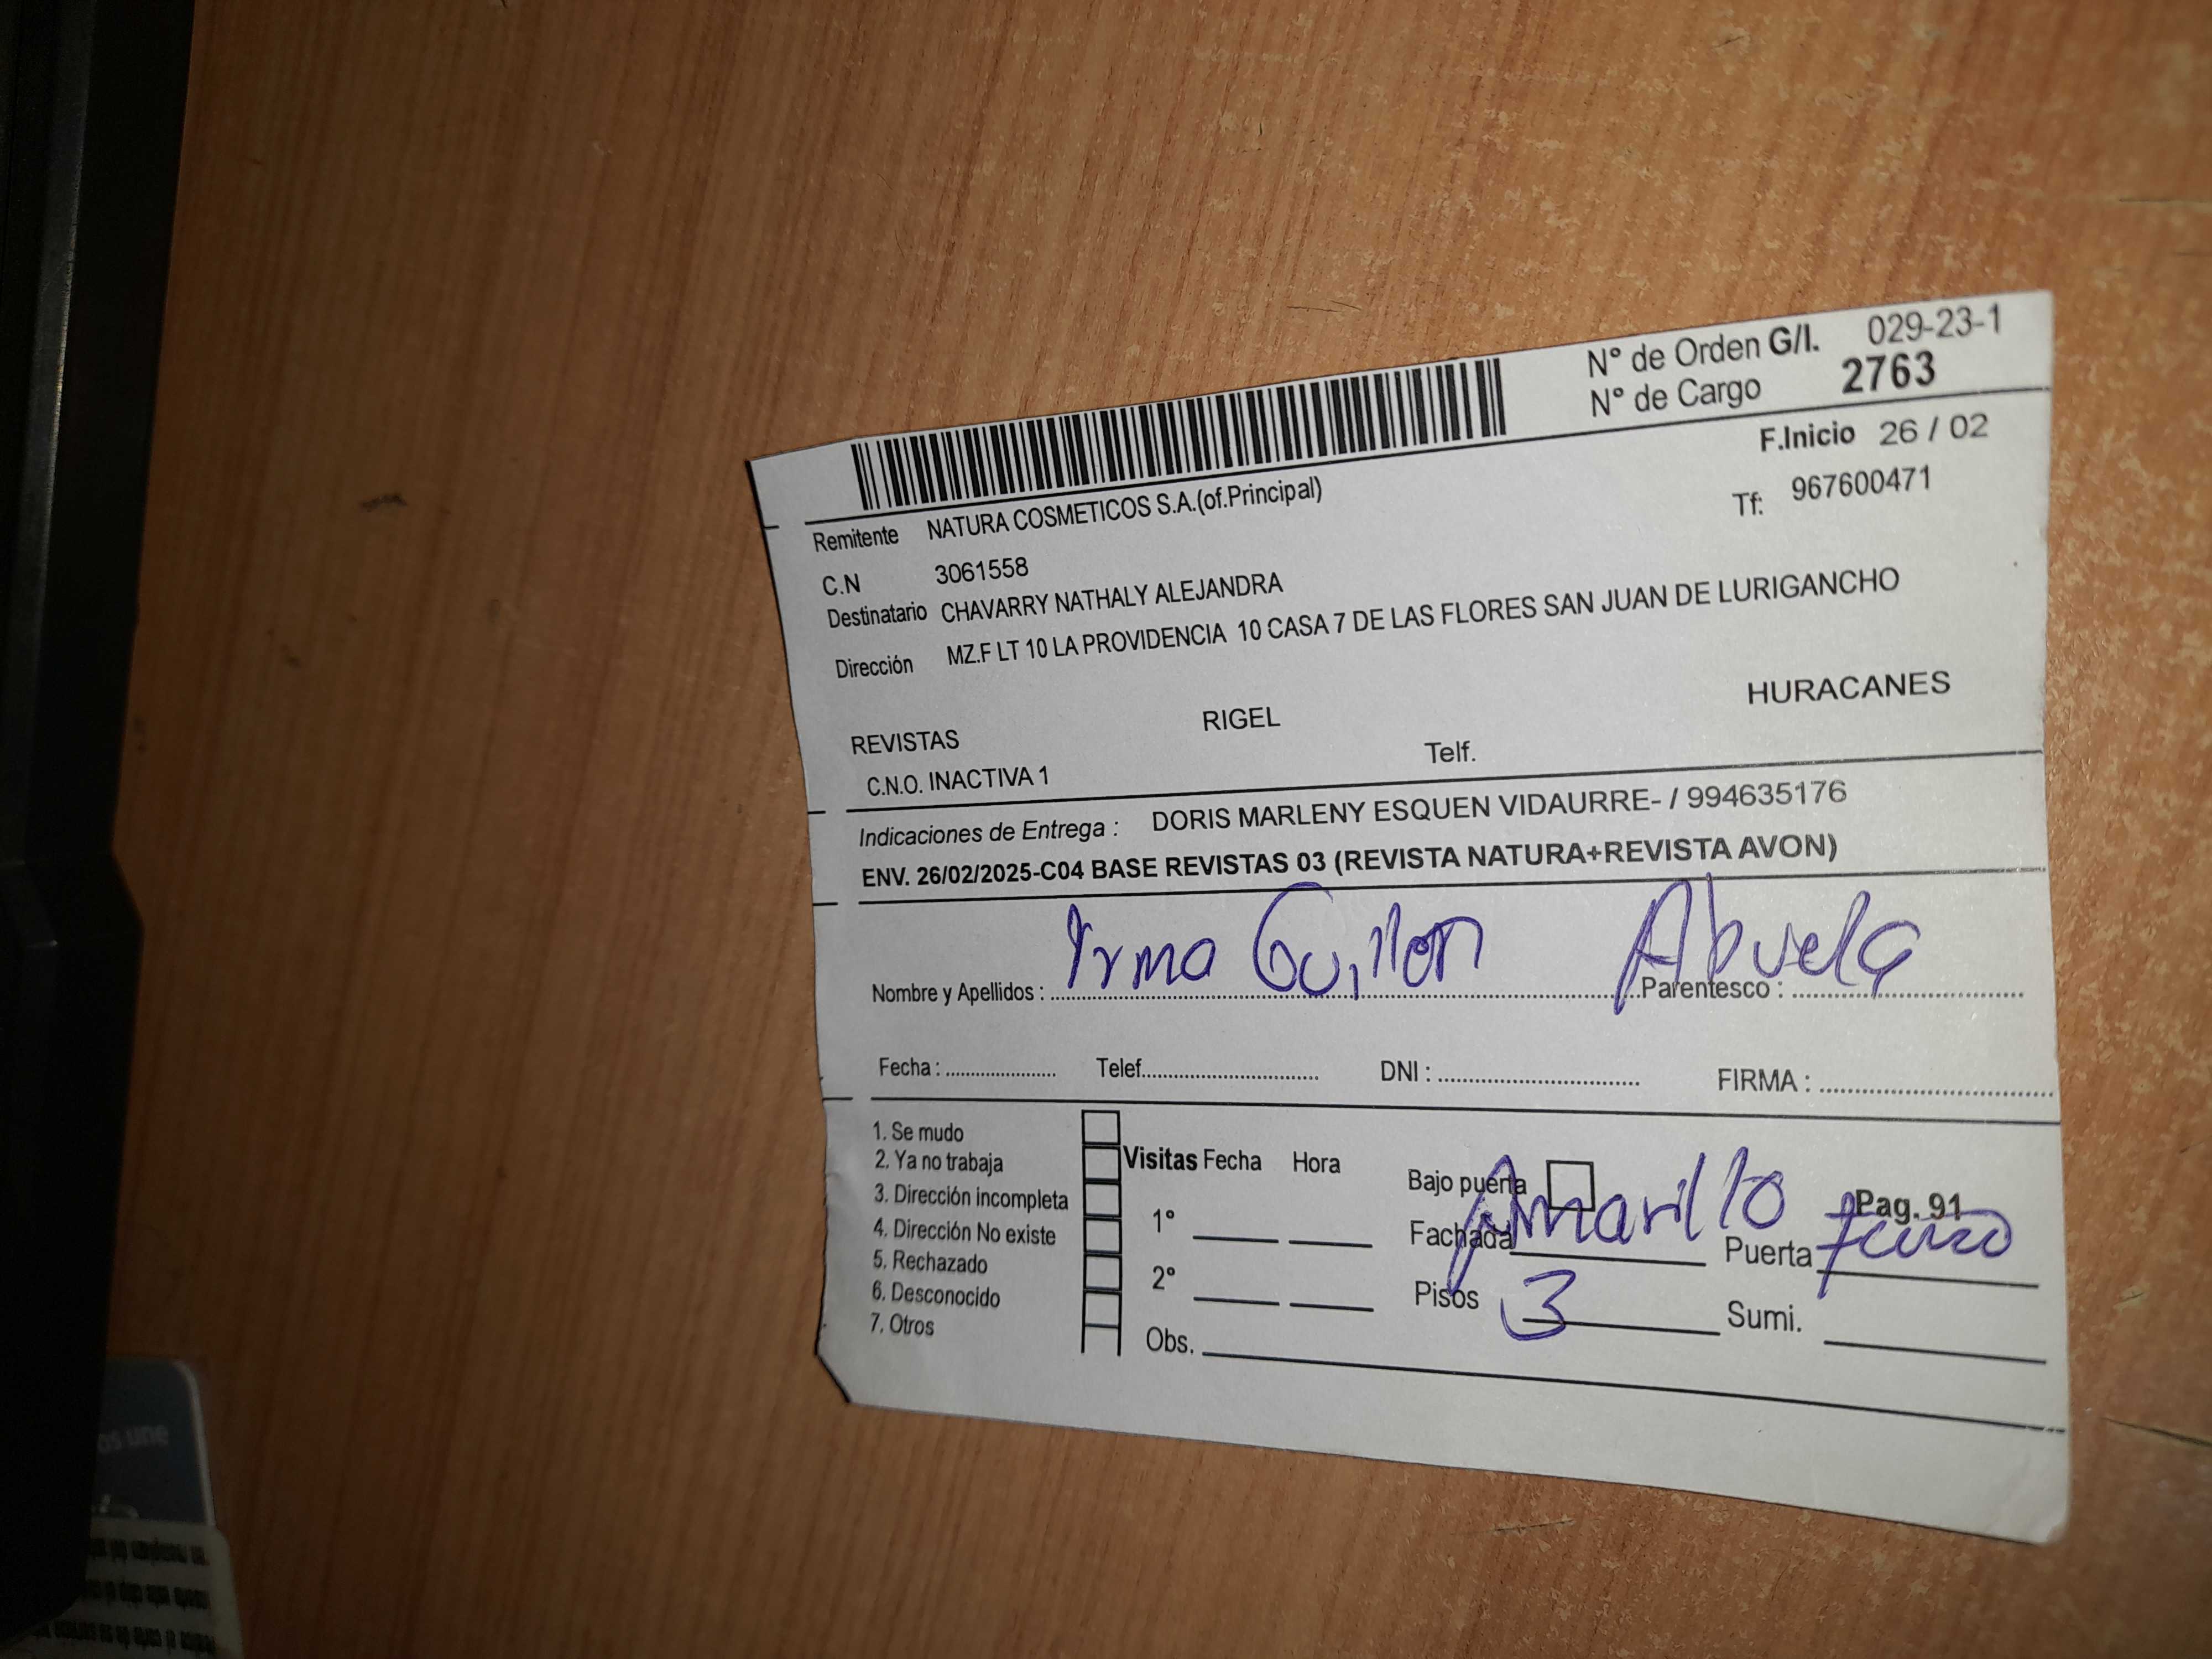 N° de Orden G/I. 029-23-1
N° de Cargo 2763
F.Inicio 26 / 02
Remitente NATURA COSMETICOS S.A.(of.Principal)
Tf: 967600471
C.N 3061558
Destinatario CHAVARRY NATHALY ALEJANDRA
Dirección MZ.F LT 10 LA PROVIDENCIA 10 CASA 7 DE LAS FLORES SAN JUAN DE LURIGANCHO
REVISTAS RIGEL HURACANES
C.N.O. INACTIVA 1 Telf.
Indicaciones de Entrega : DORIS MARLENY ESQUEN VIDAURRE- / 994635176
ENV. 26/02/2025-C04 BASE REVISTAS 03 (REVISTA NATURA+REVISTA AVON)
Nombre y Apellidos : Irma Guillon Parentesco : Abuela
Fecha : Telef. DNI : FIRMA :
1. Se mudo
2. Ya no trabaja
3. Dirección incompleta
4. Dirección No existe
5. Rechazado
6. Desconocido
7. Otros
Visitas Fecha Hora
1°
2°
Obs.
Bajo puerta Pag. 91
Fachada Amarillo Puerta
Pisos 3 Sumi.
os une